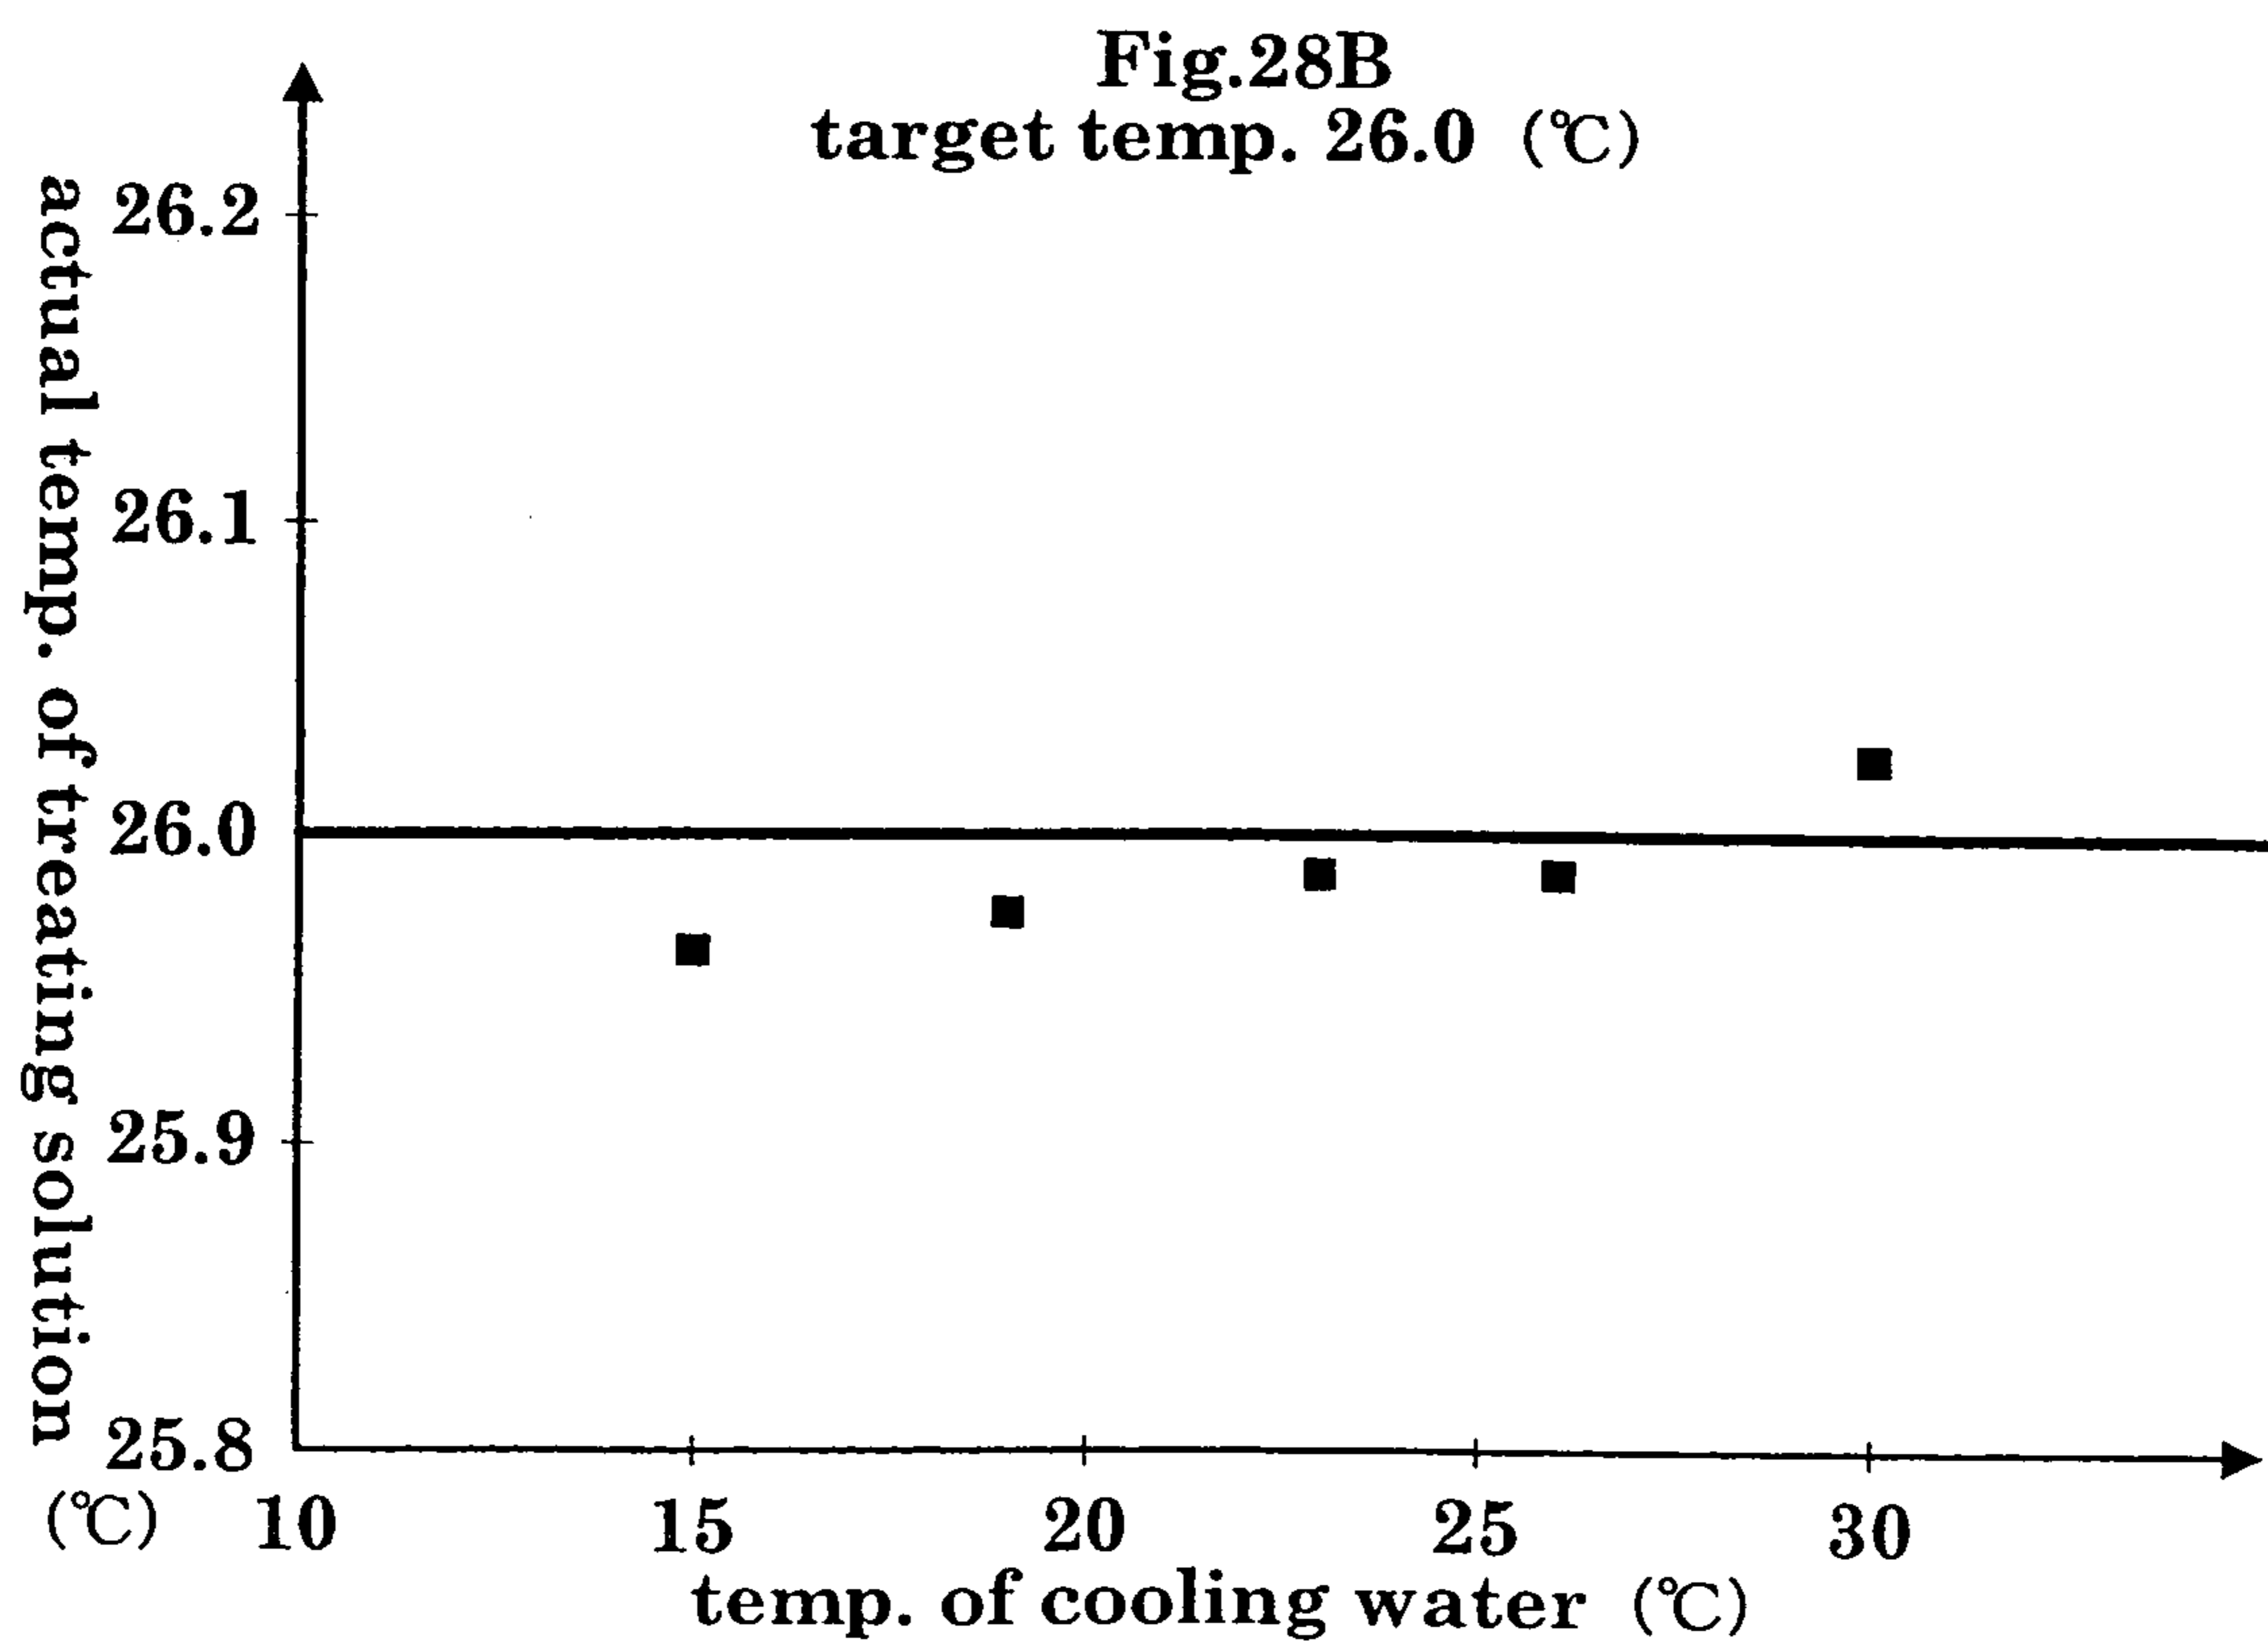 Fig.28B
target temp. 26.0 (℃)
actual temp. of treating solution
26.2
26.1
26.0
25.9
25.8
(℃)
10 15 20 25 30
temp. of cooling water (℃)